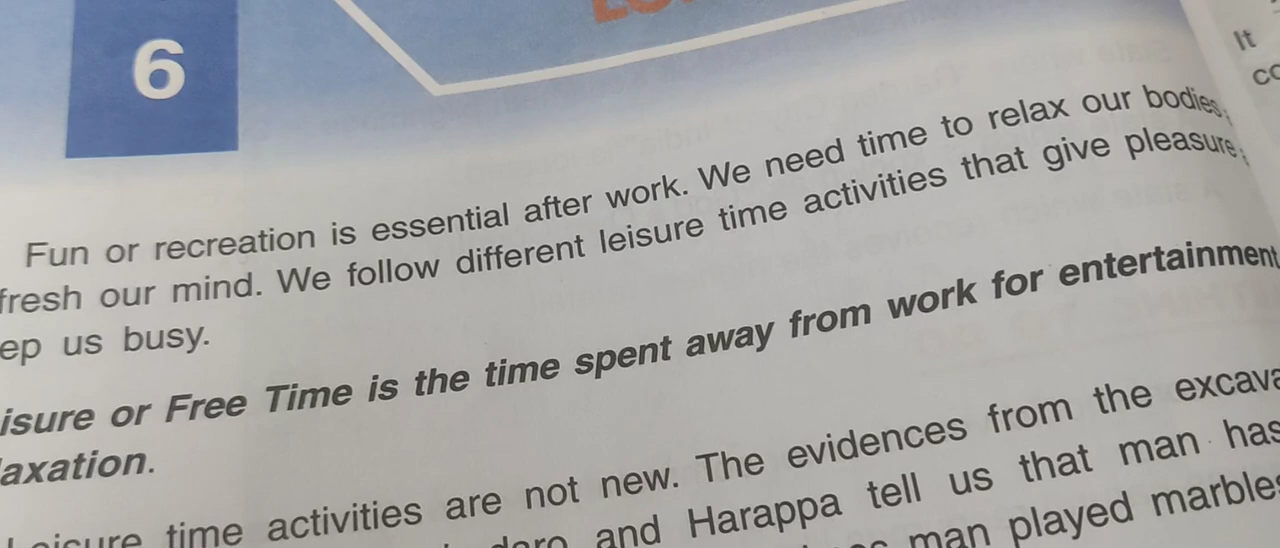 6
Fun or recreation is essential after work. We need time to relax our bodies,
fresh our mind. We follow different leisure time activities that give pleasure,
ep us busy.
isure or Free Time is the time spent away from work for entertainment
axation.
Leisure time activities are not new. The evidences from the excava
and Harappa tell us that man has
man played marbles
It
co